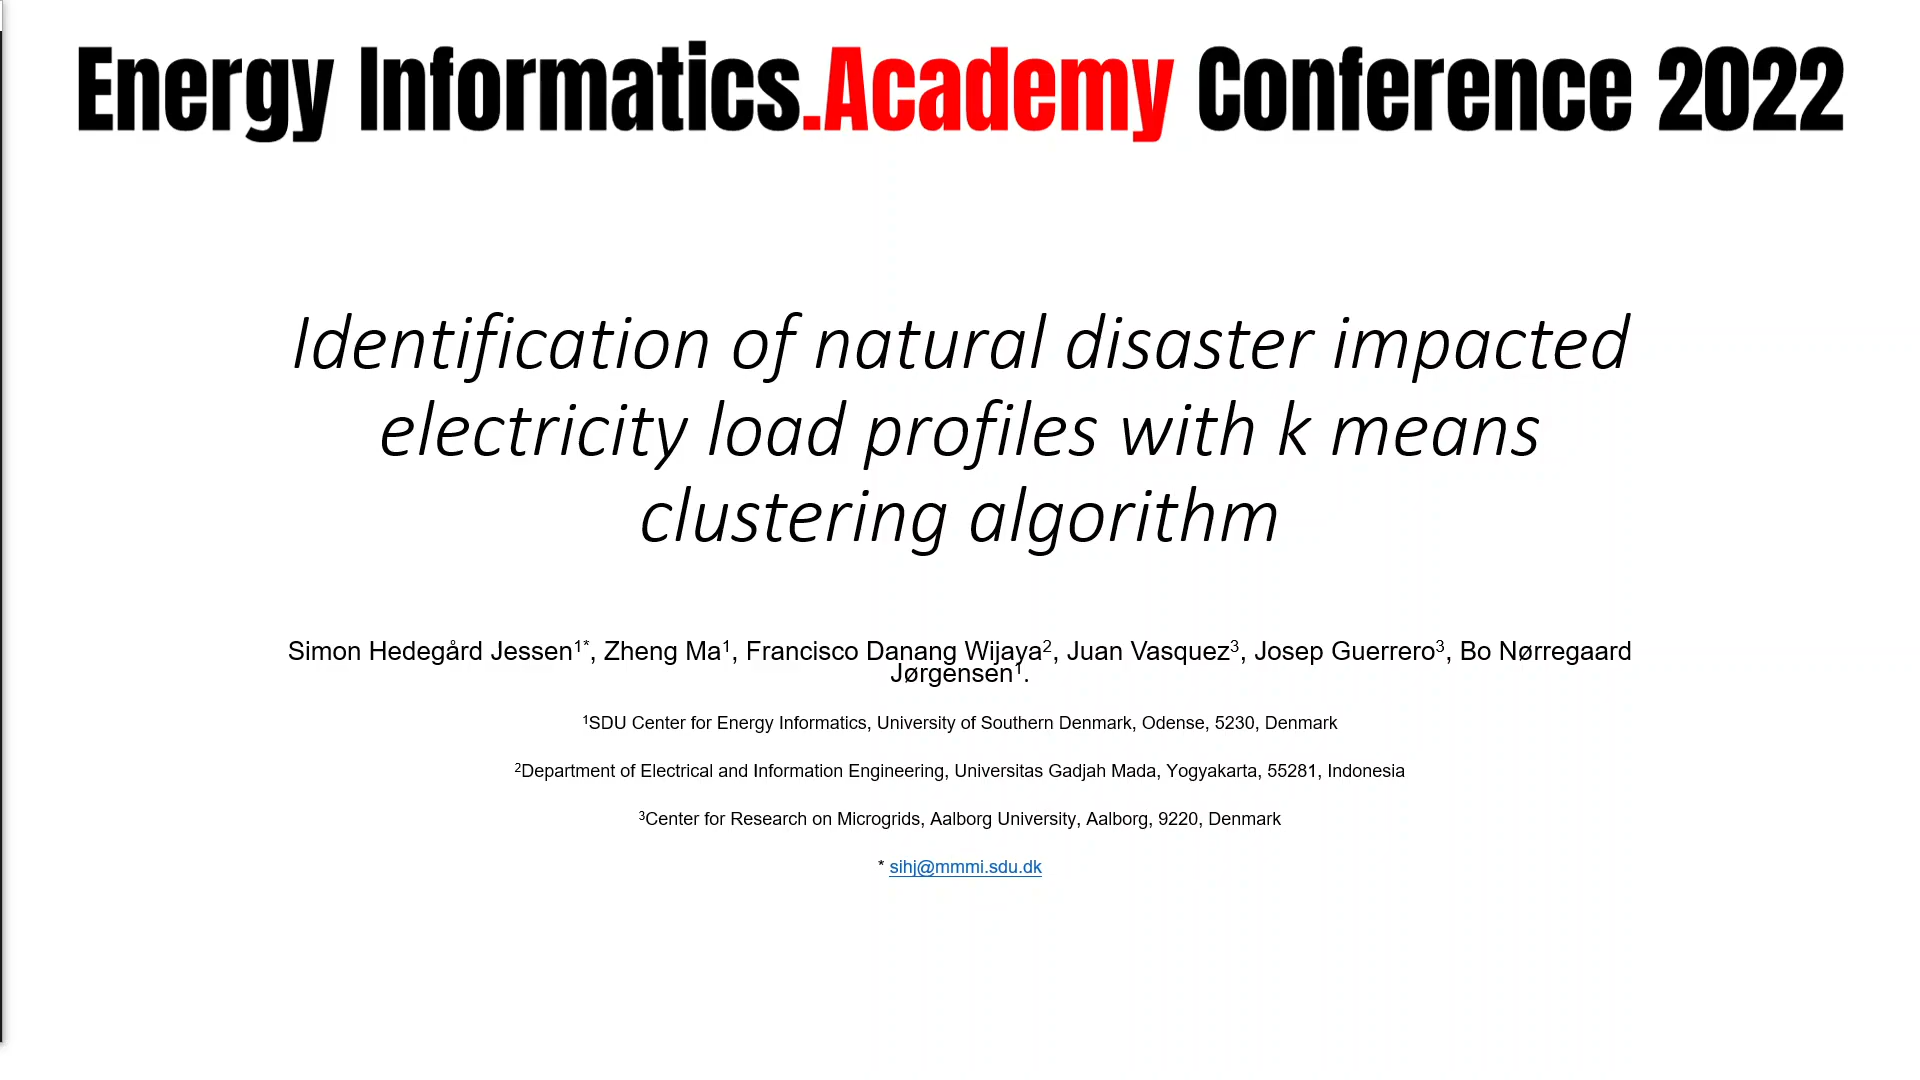 Energy Informatics.Academy Conference 2022
Identification of natural disaster impacted
electricity load profiles with k means
clustering algorithm
Simon Hedegård Jessen¹*, Zheng Ma¹, Francisco Danang Wijaya², Juan Vasquez³, Josep Guerrero³, Bo Nørregaard
Jørgensen¹.
¹SDU Center for Energy Informatics, University of Southern Denmark, Odense, 5230, Denmark
²Department of Electrical and Information Engineering, Universitas Gadjah Mada, Yogyakarta, 55281, Indonesia
³Center for Research on Microgrids, Aalborg University, Aalborg, 9220, Denmark
* sihj@mmmi.sdu.dk